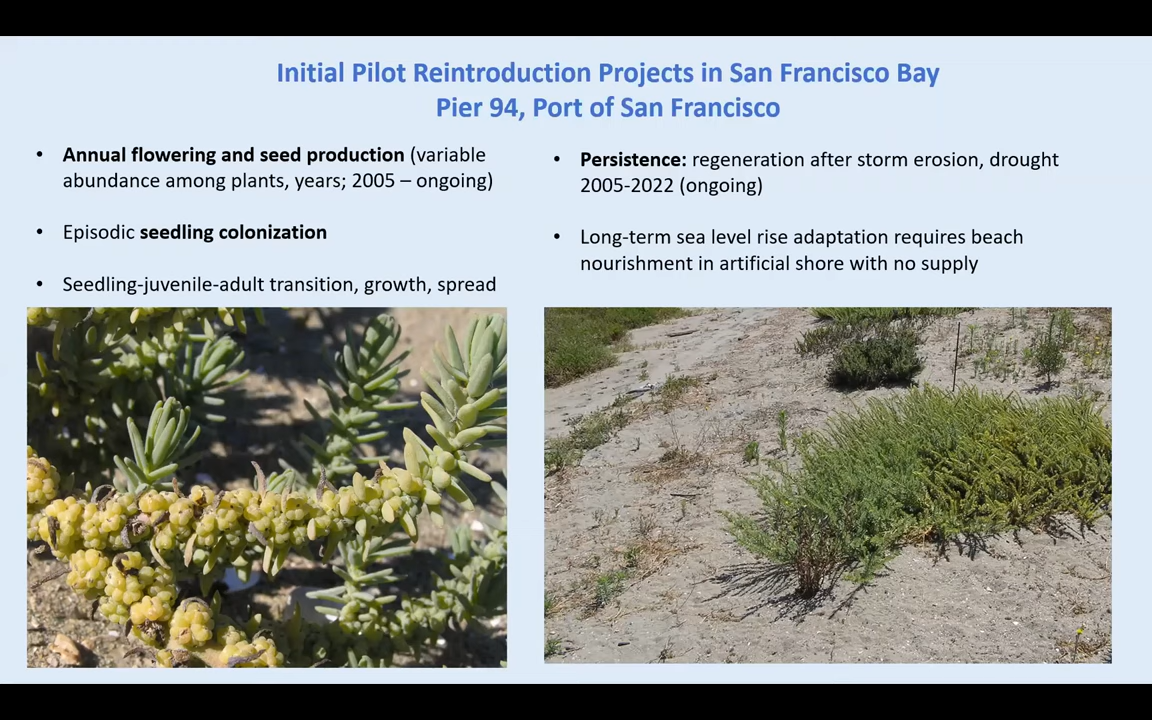 Initial Pilot Reintroduction Projects in San Francisco Bay
Pier 94, Port of San Francisco
• Annual flowering and seed production (variable
abundance among plants, years; 2005 – ongoing)
• Episodic seedling colonization
• Seedling-juvenile-adult transition, growth, spread
• Persistence: regeneration after storm erosion, drought
2005-2022 (ongoing)
• Long-term sea level rise adaptation requires beach
nourishment in artificial shore with no supply